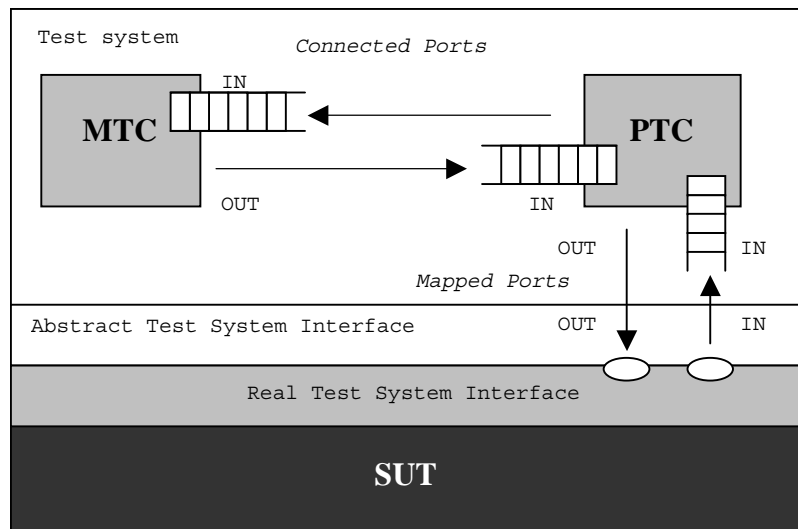 Test system
Connected Ports
IN
MTC
PTC
OUT
IN
OUT
IN
Mapped Ports
Abstract Test System Interface
OUT
IN
Real Test System Interface
SUT